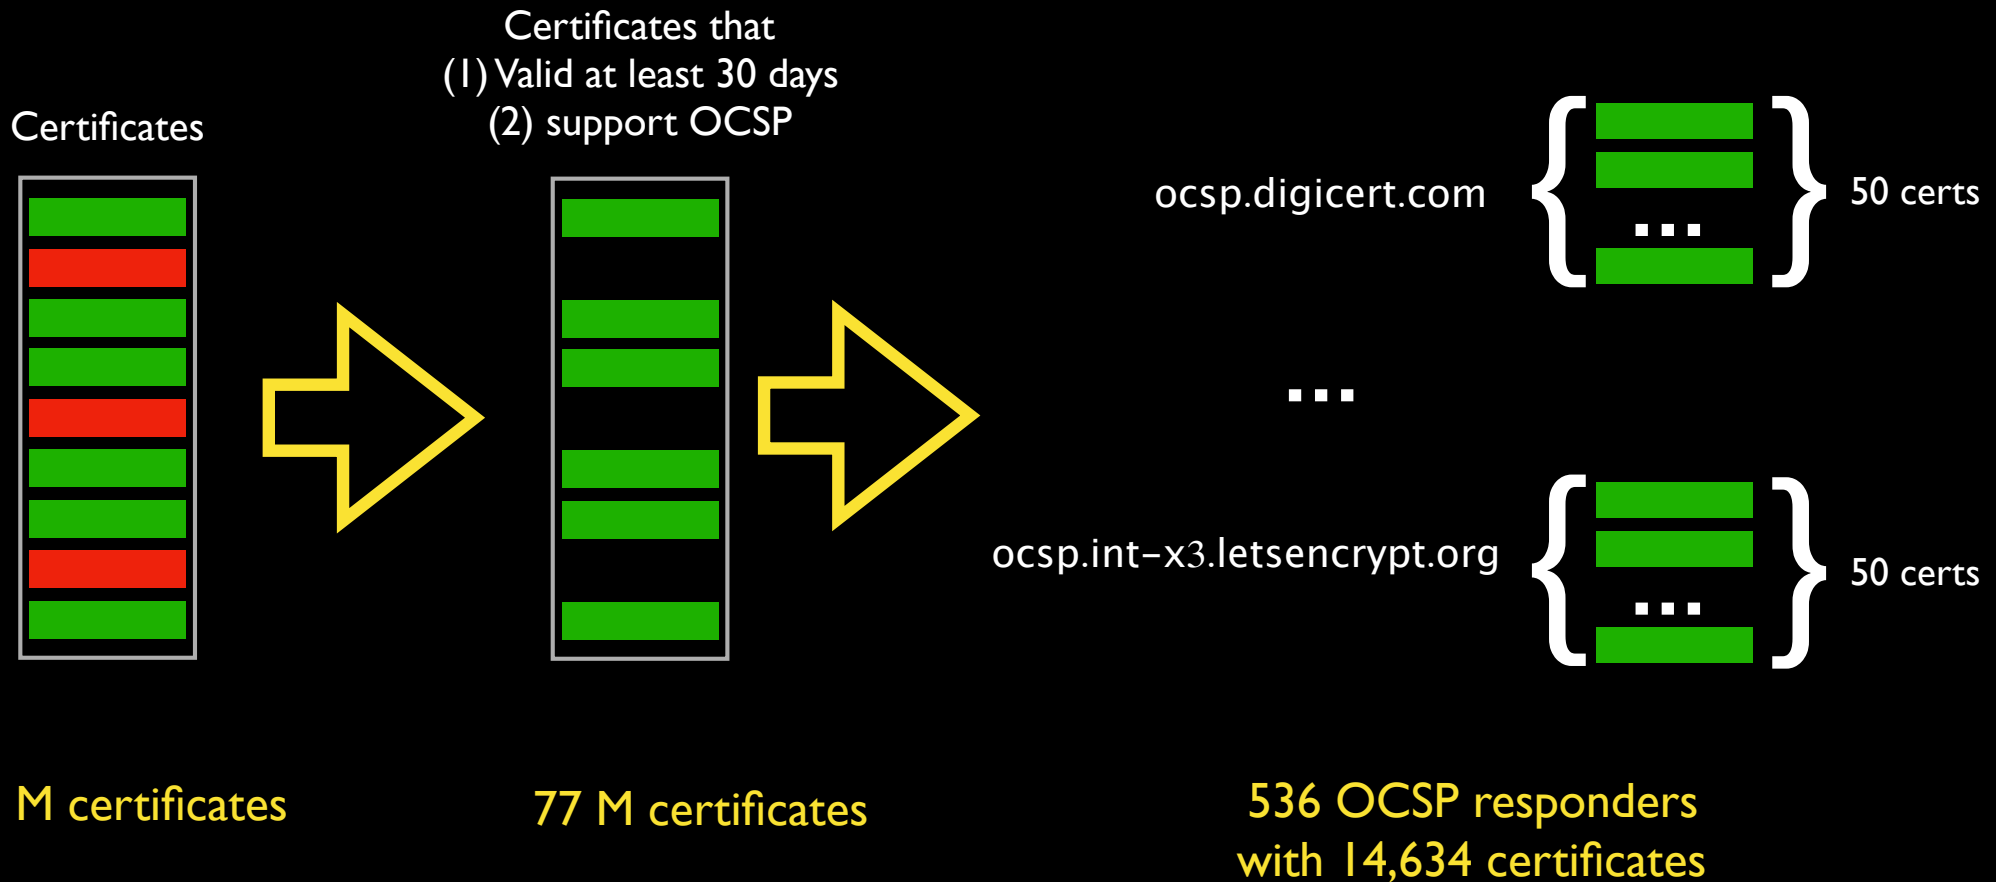 Certificates
Certificates that
(1) Valid at least 30 days
(2) support OCSP
ocsp.digicert.com
...
50 certs
...
ocsp.int-x3.letsencrypt.org
...
50 certs
M certificates
77 M certificates
536 OCSP responders
with 14,634 certificates